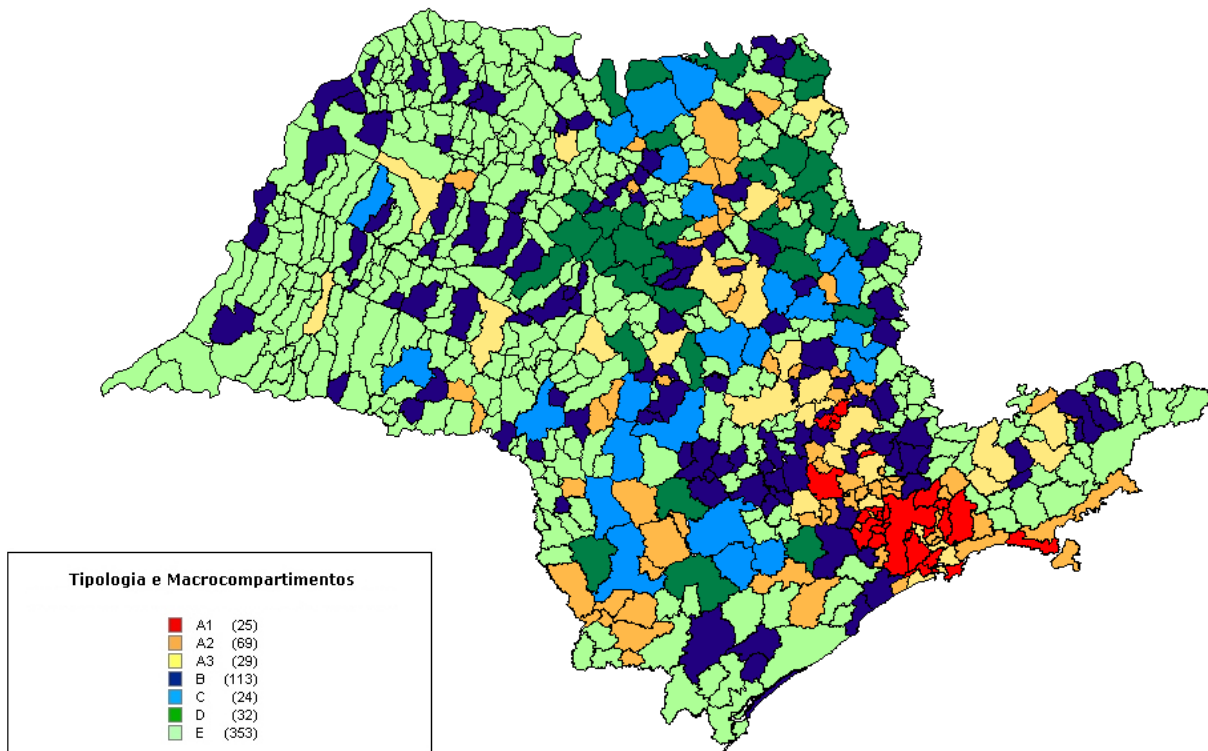 Tipologia e Macrocompartimentos
A1 (25)
A2 (69)
A3 (29)
B (113)
C (24)
D (32)
E (353)